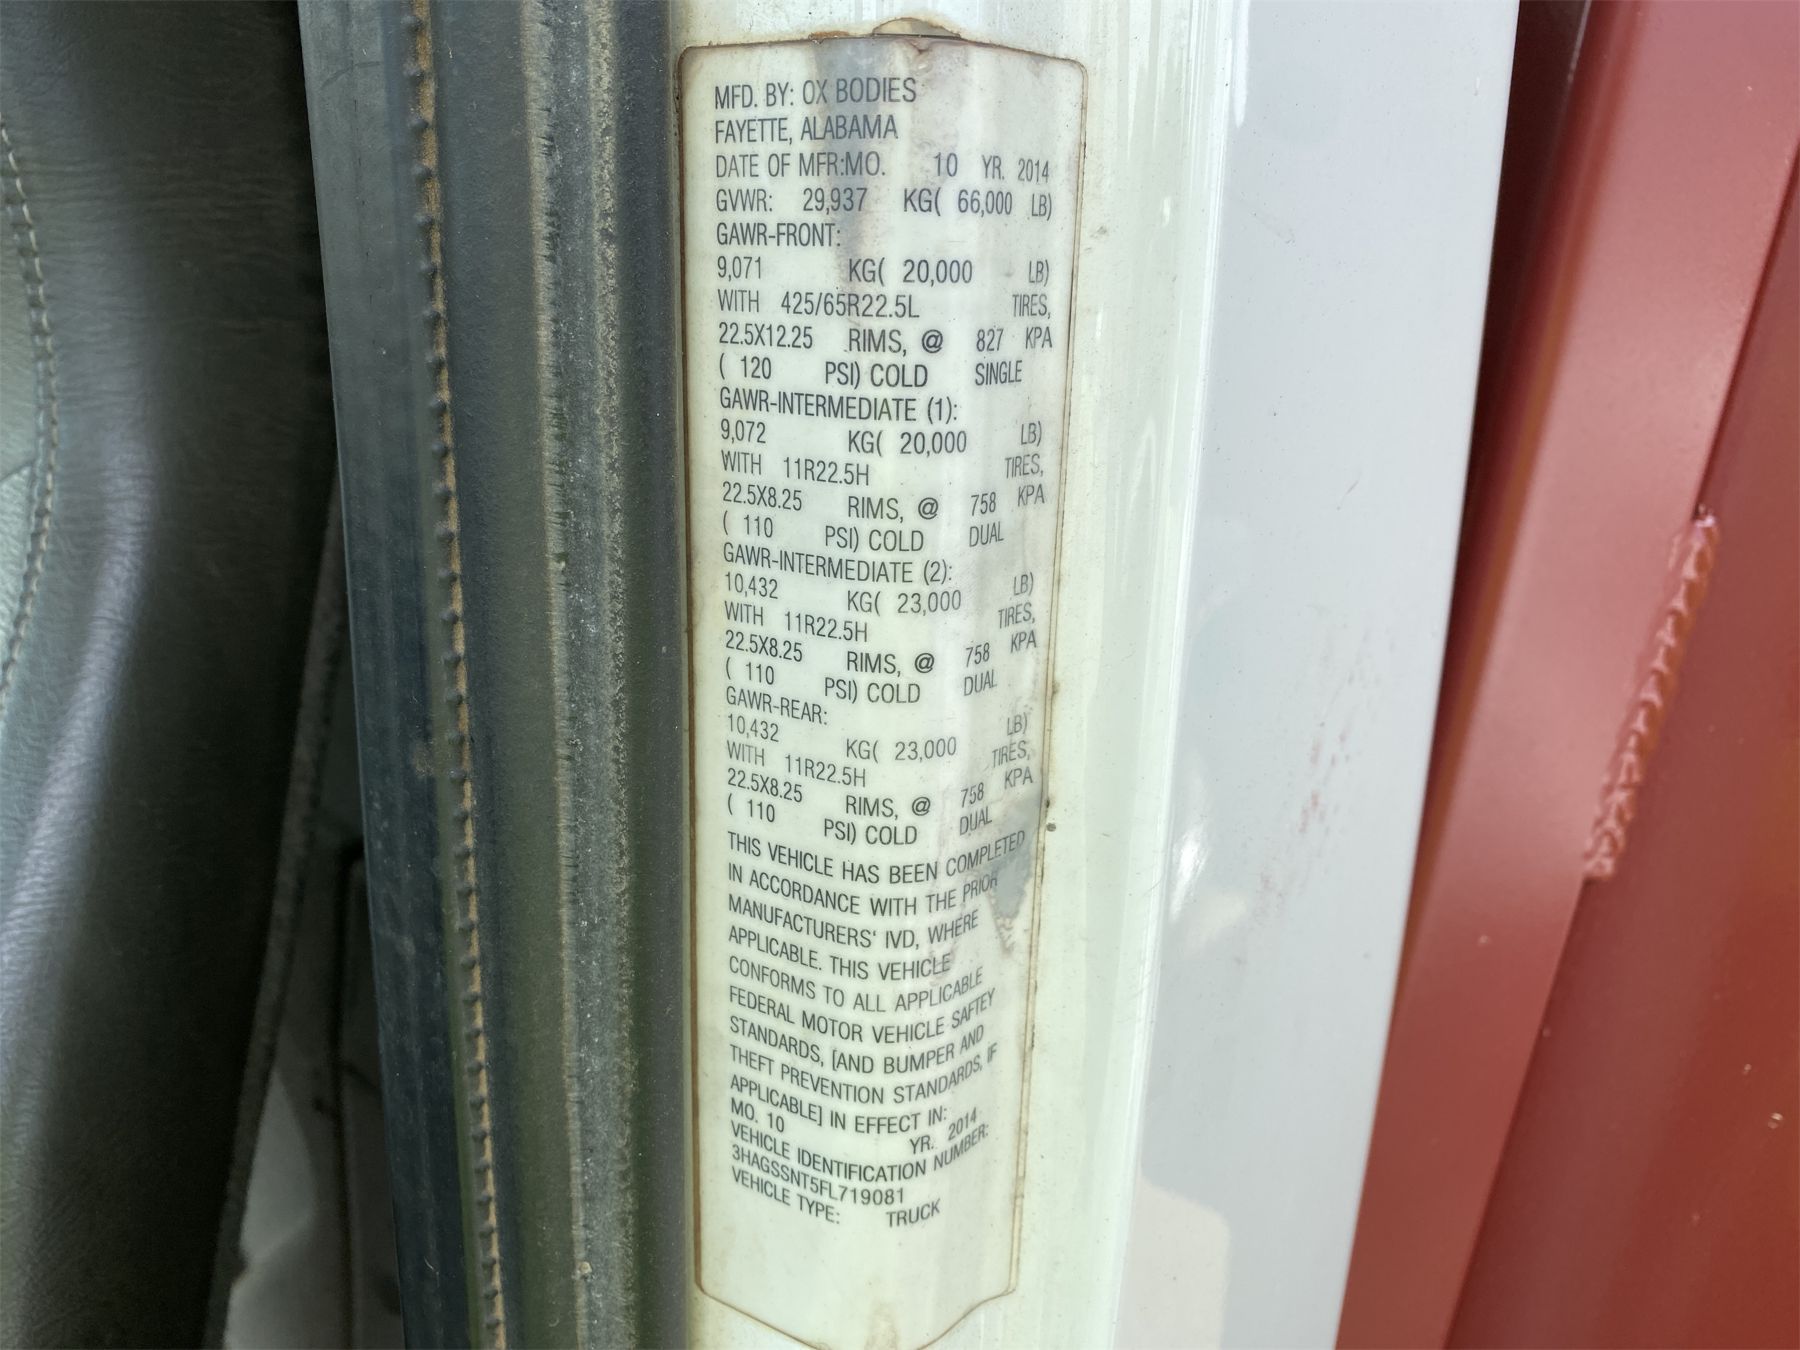 MFD. BY: OX BODIES
FAYETTE, ALABAMA
DATE OF MFR:MO. 10 YR. 2014
GVWR: 29,937 KG( 66,000 LB)
GAWR-FRONT:
9,071 KG( 20,000 LB)
WITH 425/65R22.5L TIRES,
22.5X12.25 RIMS, @ 827 KPA
( 120 PSI) COLD SINGLE
GAWR-INTERMEDIATE (1):
9,072 KG( 20,000 LB)
WITH 11R22.5H TIRES,
22.5X8.25 RIMS, @ 758 KPA
( 110 PSI) COLD DUAL
GAWR-INTERMEDIATE (2):
10,432 KG( 23,000 LB)
WITH 11R22.5H TIRES,
22.5X8.25 RIMS, @ 758 KPA
( 110 PSI) COLD DUAL
GAWR-REAR:
10,432 KG( 23,000 LB)
WITH 11R22.5H TIRES,
22.5X8.25 RIMS, @ 758 KPA
( 110 PSI) COLD DUAL
THIS VEHICLE HAS BEEN COMPLETED
IN ACCORDANCE WITH THE PRIOR
MANUFACTURERS' IVD, WHERE
APPLICABLE. THIS VEHICLE
CONFORMS TO ALL APPLICABLE
FEDERAL MOTOR VEHICLE SAFTEY
STANDARDS, [AND BUMPER AND
THEFT PREVENTION STANDARDS, IF
APPLICABLE] IN EFFECT IN:
MO. 10 YR. 2014
VEHICLE IDENTIFICATION NUMBER:
3HAGSSNT5FL719081
VEHICLE TYPE: TRUCK